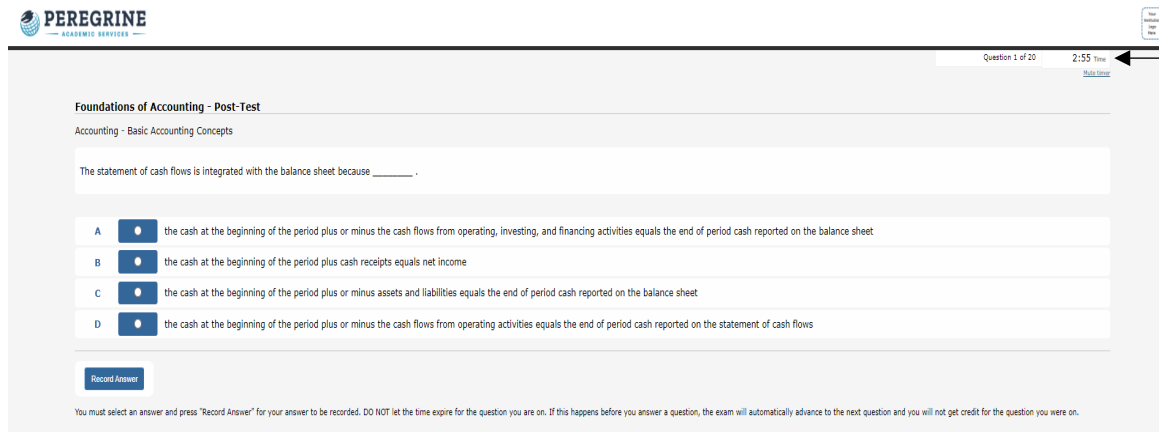 PEREGRINE
ACADEMIC SERVICES
Your
Institution
Logo
Here
Question 1 of 20
2:55 Time
Mute timer
Foundations of Accounting - Post-Test
Accounting - Basic Accounting Concepts
The statement of cash flows is integrated with the balance sheet because ________ .
A the cash at the beginning of the period plus or minus the cash flows from operating, investing, and financing activities equals the end of period cash reported on the balance sheet
B the cash at the beginning of the period plus cash receipts equals net income
C the cash at the beginning of the period plus or minus assets and liabilities equals the end of period cash reported on the balance sheet
D the cash at the beginning of the period plus or minus the cash flows from operating activities equals the end of period cash reported on the statement of cash flows
Record Answer
You must select an answer and press "Record Answer" for your answer to be recorded. DO NOT let the time expire for the question you are on. If this happens before you answer a question, the exam will automatically advance to the next question and you will not get credit for the question you were on.